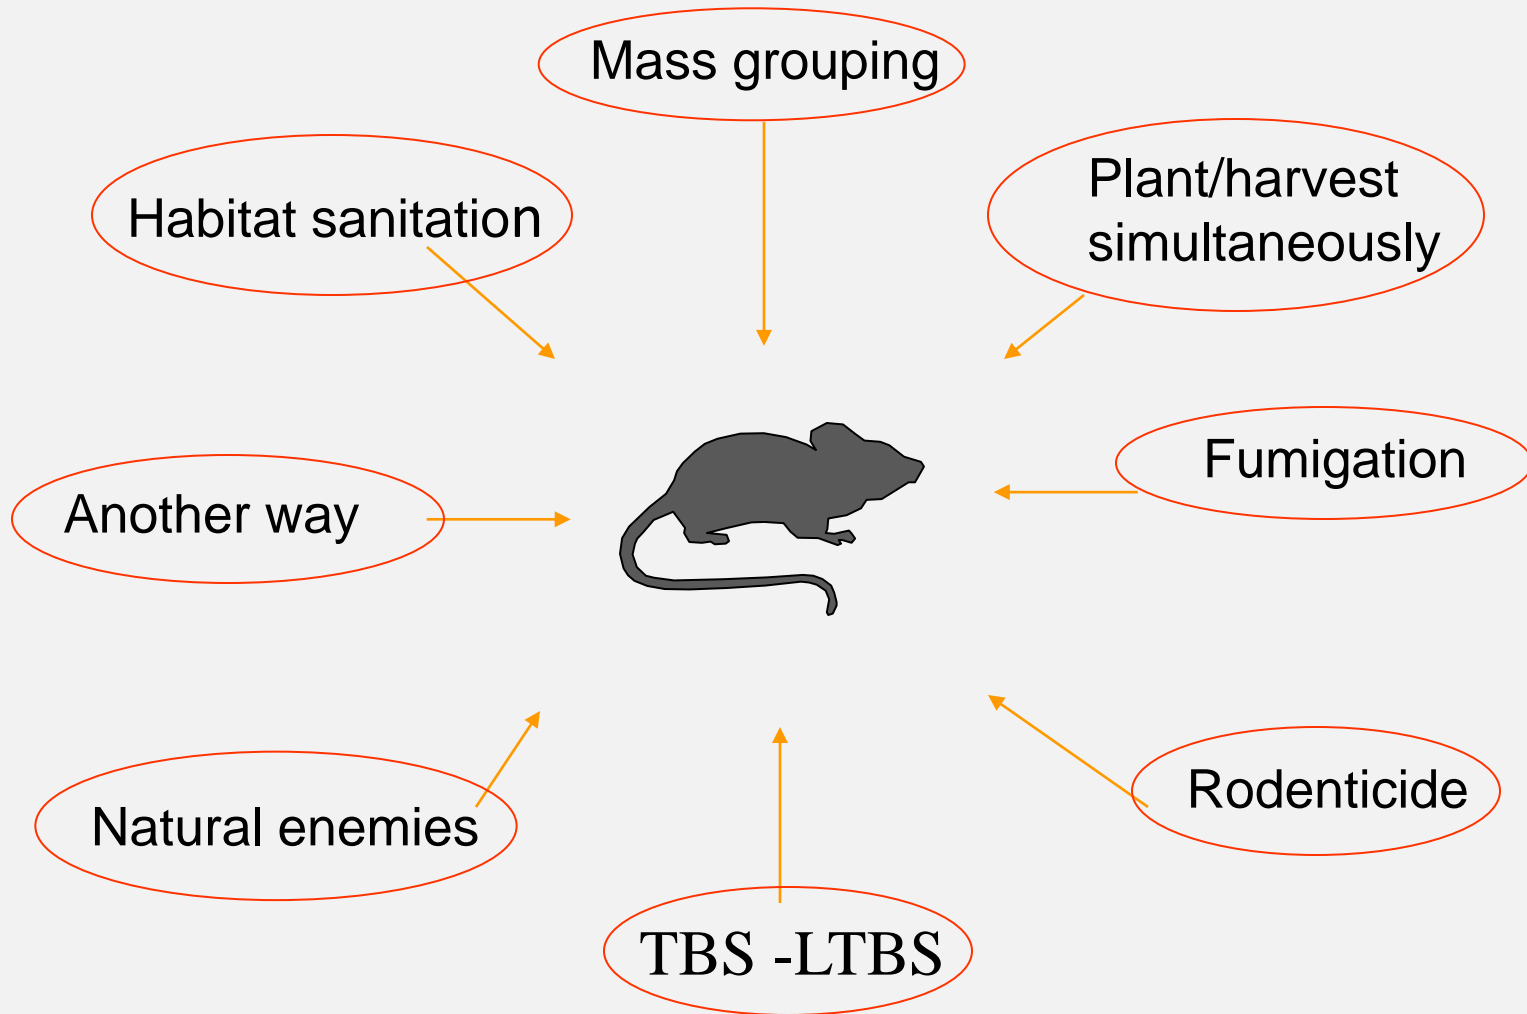 Mass grouping
Habitat sanitation
Plant/harvest
simultaneously
Fumigation
Another way
Rodenticide
Natural enemies
TBS -LTBS